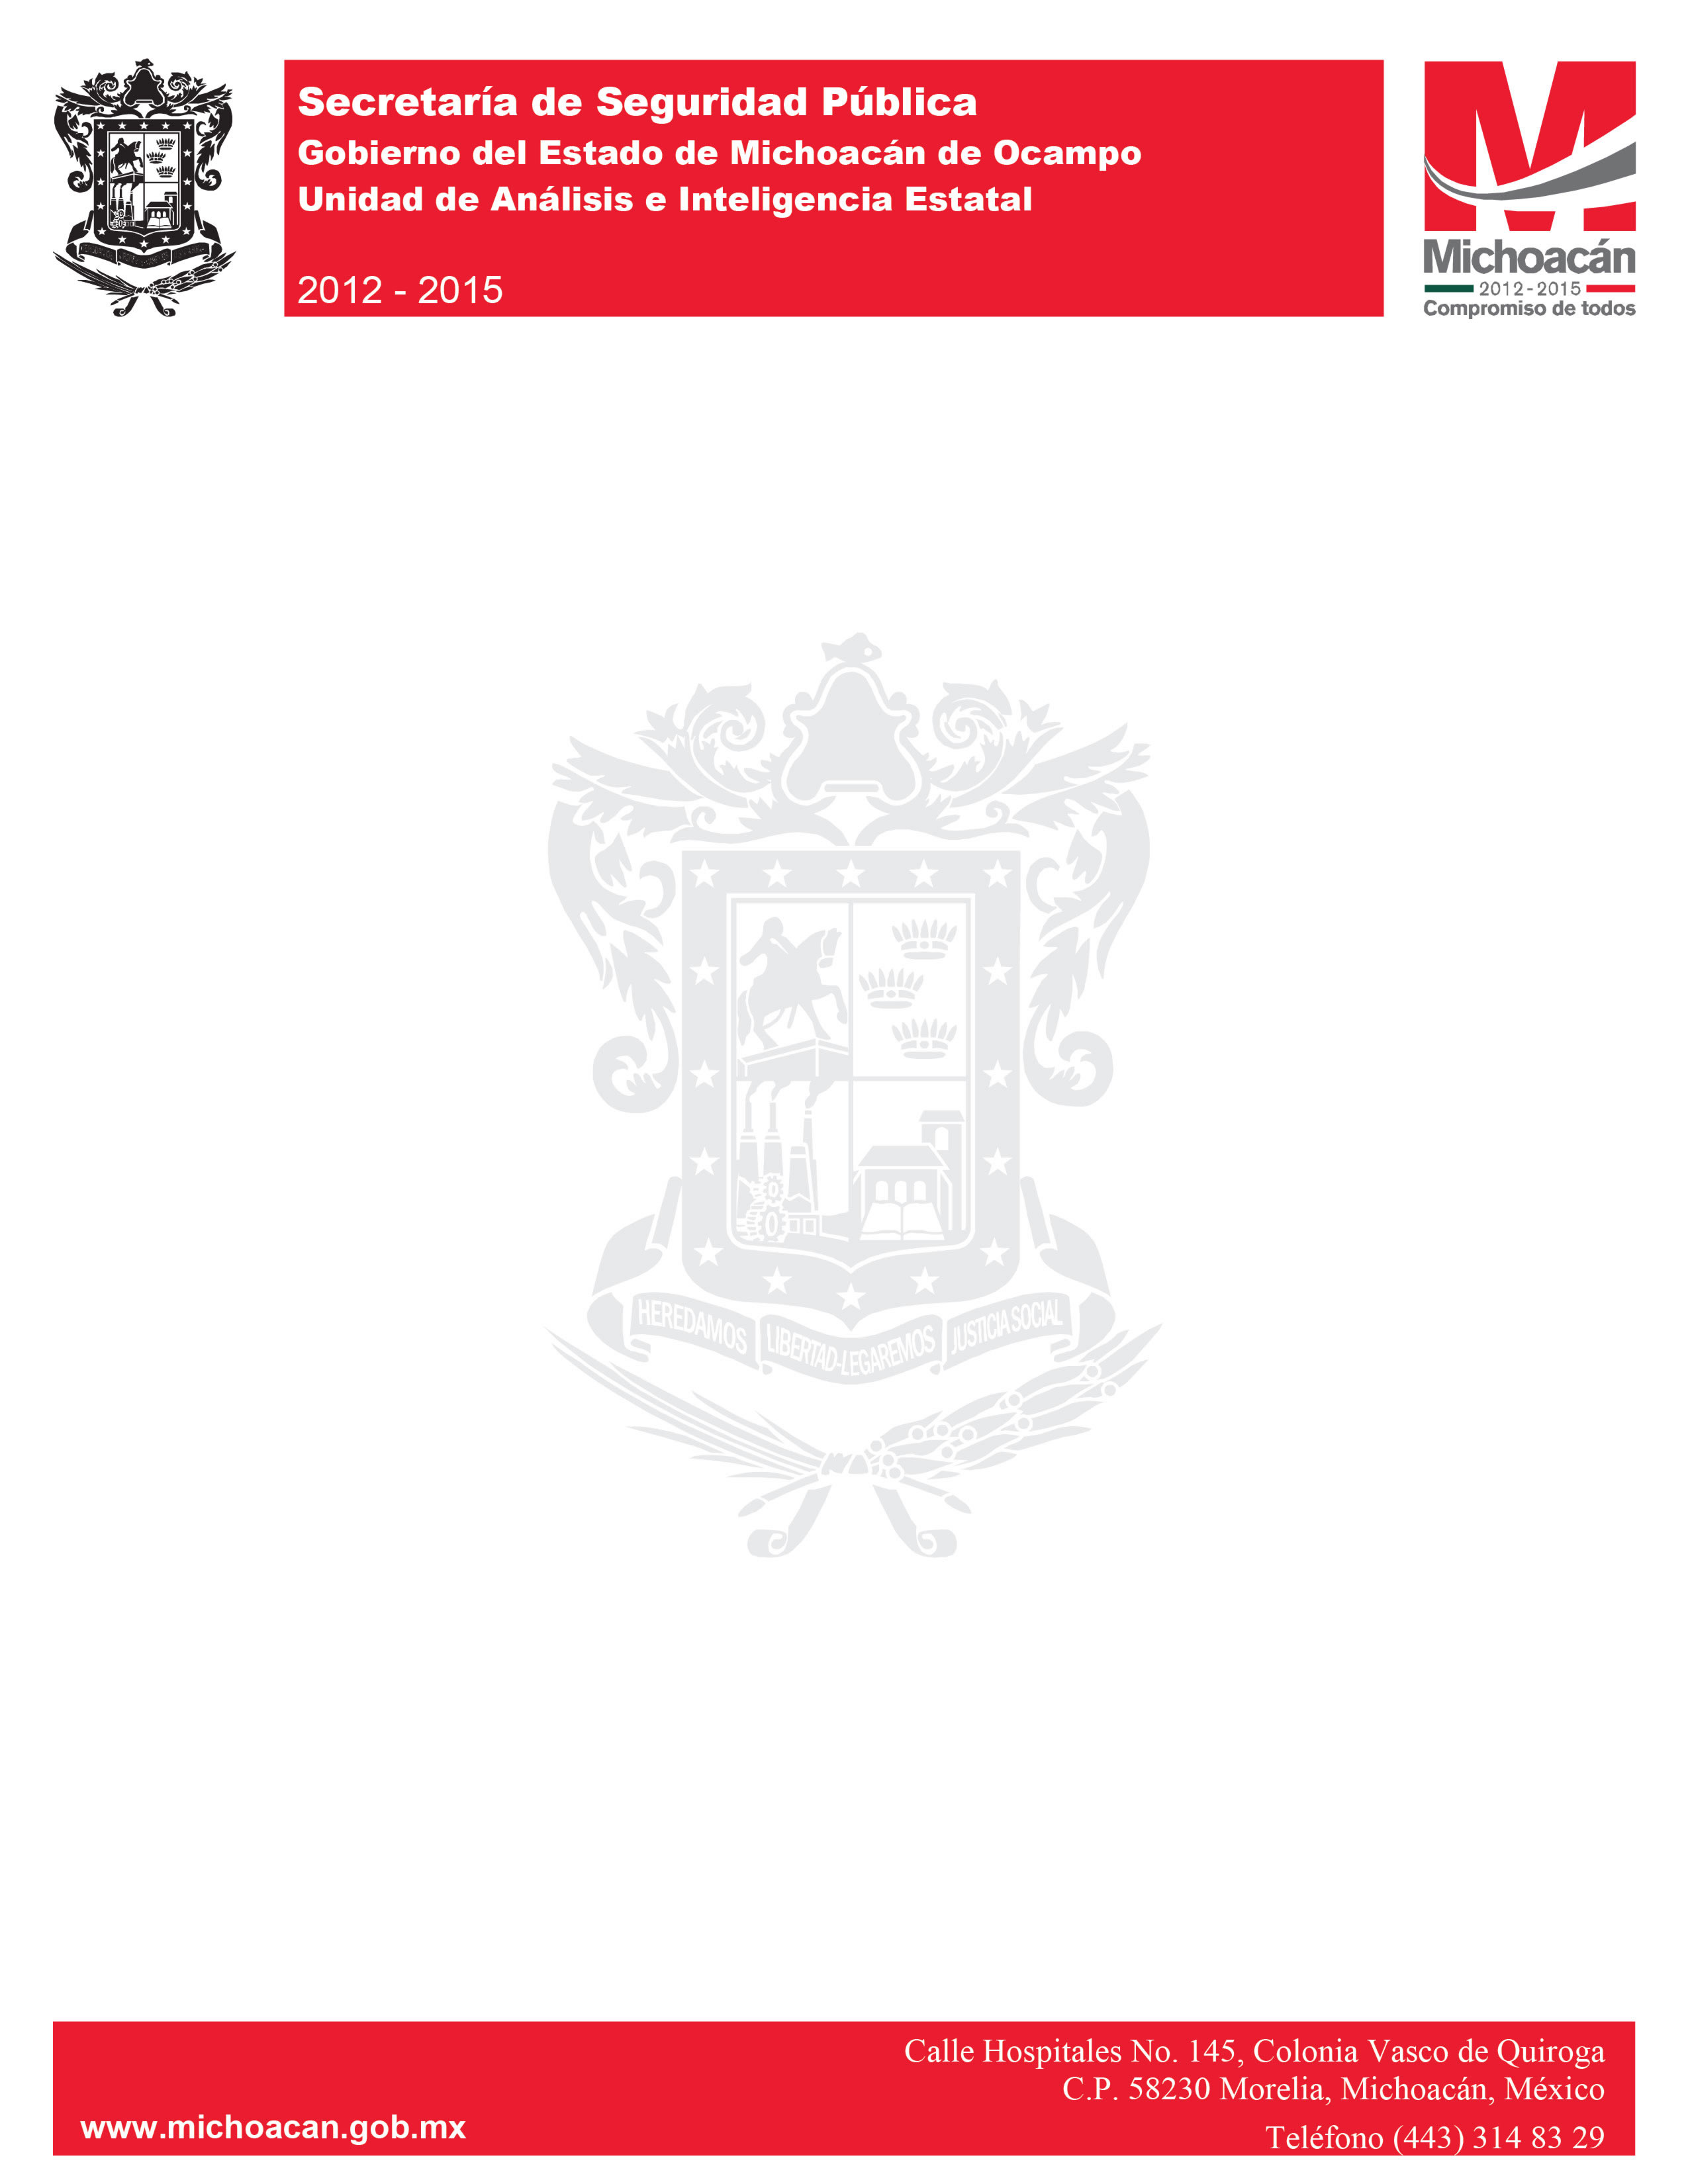 Secretaría de Seguridad Pública
Gobierno del Estado de Michoacán de Ocampo
Unidad de Análisis e Inteligencia Estatal
2012 - 2015
Michoacán
2012-2015
Compromiso de todos
HEREDAMOS LIBERTAD-LEGAREMOS JUSTICIA SOCIAL
Calle Hospitales No. 145, Colonia Vasco de Quiroga
C.P. 58230 Morelia, Michoacán, México
www.michoacan.gob.mx
Teléfono (443) 314 83 29